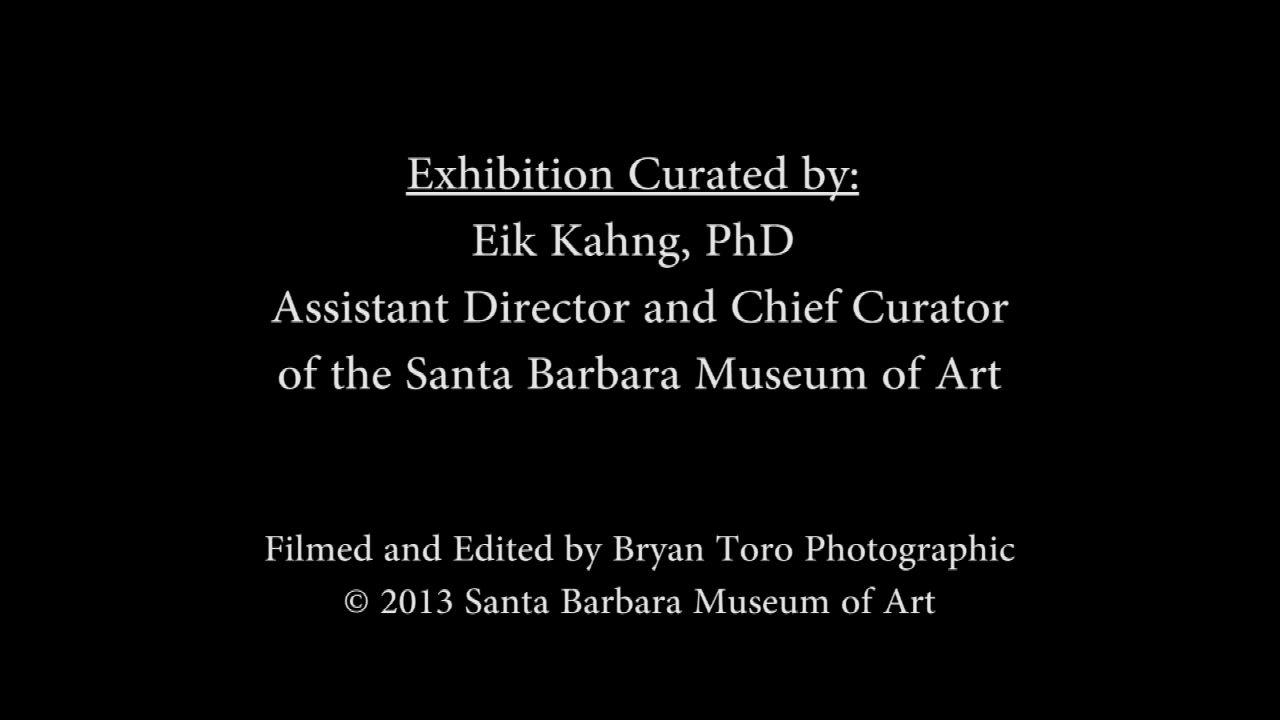 Exhibition Curated by:
Eik Kahng, PhD
Assistant Director and Chief Curator
of the Santa Barbara Museum of Art
Filmed and Edited by Bryan Toro Photographic
© 2013 Santa Barbara Museum of Art